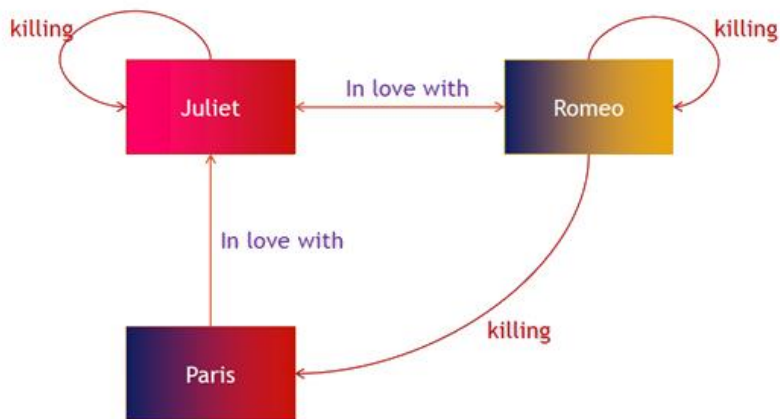 killing
killing
Juliet
In love with
Romeo
In love with
killing
Paris